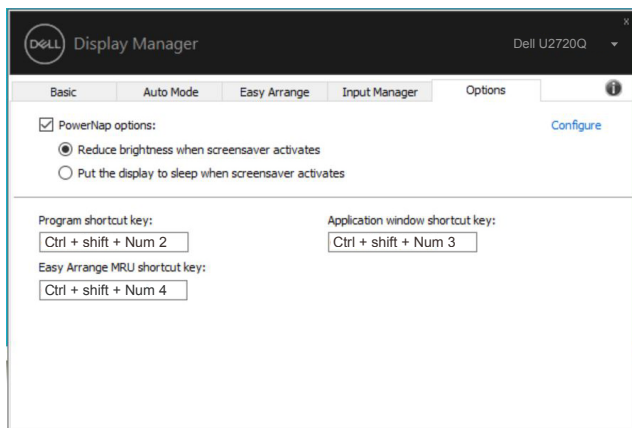 DELL Display Manager
Dell U2720Q
x
Basic Auto Mode Easy Arrange Input Manager Options
PowerNap options: Configure
Reduce brightness when screensaver activates
Put the display to sleep when screensaver activates
Program shortcut key: Application window shortcut key:
Ctrl + shift + Num 2 Ctrl + shift + Num 3
Easy Arrange MRU shortcut key:
Ctrl + shift + Num 4